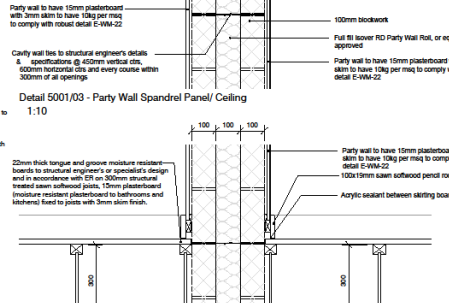 Party wall to have 15mm plasterboard
with 3mm skim to have 10kg per msq
to comply with robust detail E-WM-22
100mm blockwork
Full fill Isover RD Party Wall Roll, or eq
approved
Cavity wall ties to structural engineer's details
& specifications @ 450mm vertical ctrs,
600mm horizontal ctrs and every course within
300mm of all openings
Party wall to have 15mm plasterboard
skim to have 10kg per msq to comply
detail E-WM-22
Detail 5001/03 - Party Wall Spandrel Panel/ Ceiling
to
1:10
100 100 100
22mm thick tongue and groove moisture resistant
boards to structural engineer's or specialist's design
and in accordance with ER on 300mm structural
treated sawn softwood joists, 15mm plasterboard
(moisture resistant plasterboard to bathrooms and
kitchens) fixed to joists with 3mm skim finish.
Party wall to have 15mm plasterboa
skim to have 10kg per msq to comp
detail E-WM-22
100x19mm sawn softwood pencil ro
Acrylic sealant between skirting boar
300
300